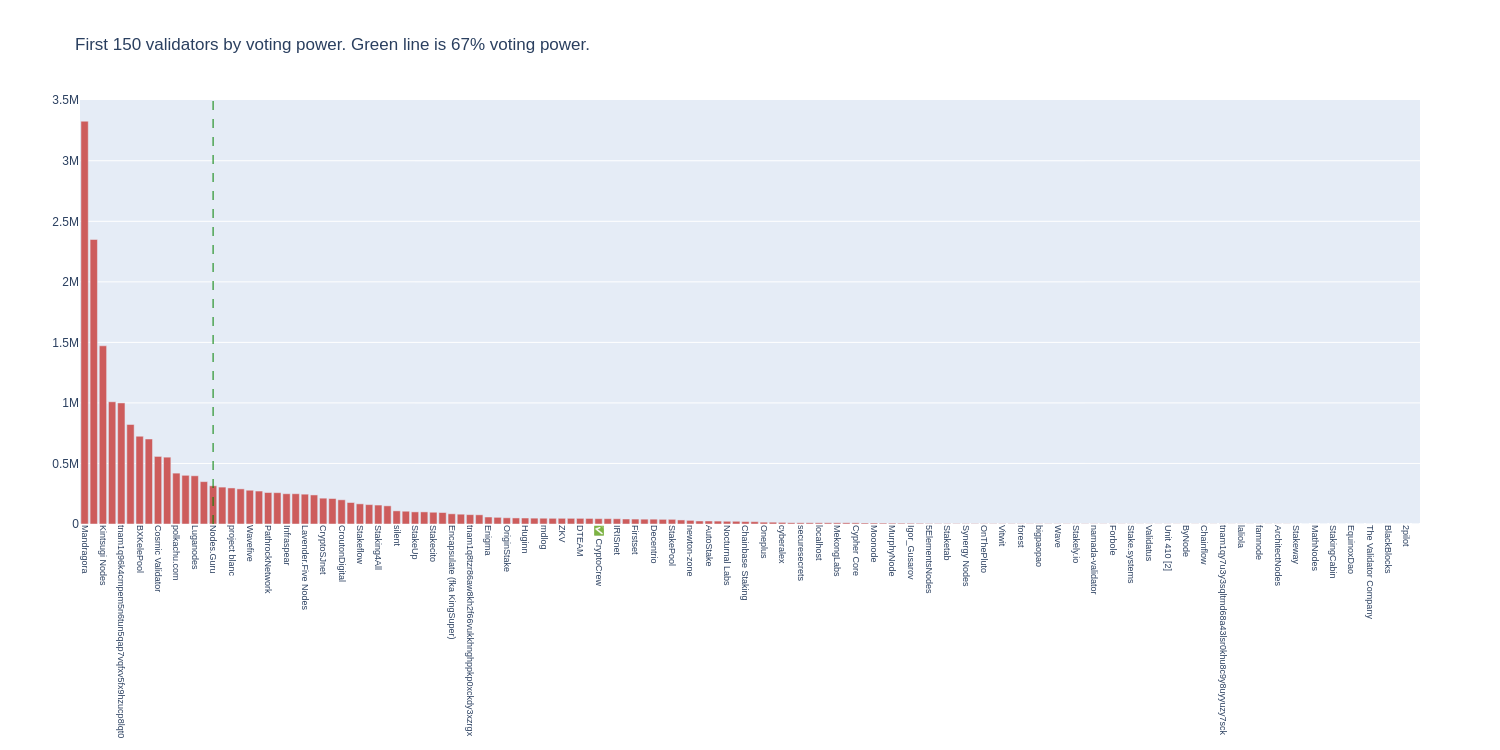 First 150 validators by voting power. Green line is 67% voting power.
3.5M
3M
2.5M
2M
1.5M
1M
0.5M
0
Mandragora
Kintsugi Nodes
BXKelePool
Cosmic Validator
polkachu.com
Luganodes
Nodes.Guru
project blanc
Wavefive
PathrockNetwork
Infraspear
Lavender.Five Nodes
CryptoSJnet
CroutonDigital
Stakeflow
Staking4All
silent
StakeUp
Stakecito
Encapsulate (fka KingSuper)
Enigma
OriginStake
Huginn
mdlog
ZKV
DTEAM
✅ CryptoCrew
IRISnet
Firstset
Decentrio
StakePool
newton-zone
AutoStake
Nocturnal Labs
Chainbase Staking
Oneplus
cyberalex
securesecrets
localhost
MekongLabs
Cypher Core
Moonode
MurphyNode
Igor_Gusarov
5ElementsNodes
Stakerab
Synergy Nodes
OnThePluto
Vitwit
forest
bigpaopao
Wave
Stakely.io
namada-validator
Forbole
Stake.systems
Validatus
Unit 410 [2]
ByNode
Chainflow
laliola
famnode
ArchitectNodes
Stakeway
MathNodes
StakingCabin
EquinoxDao
The Validator Company
BlackBlocks
2pilot